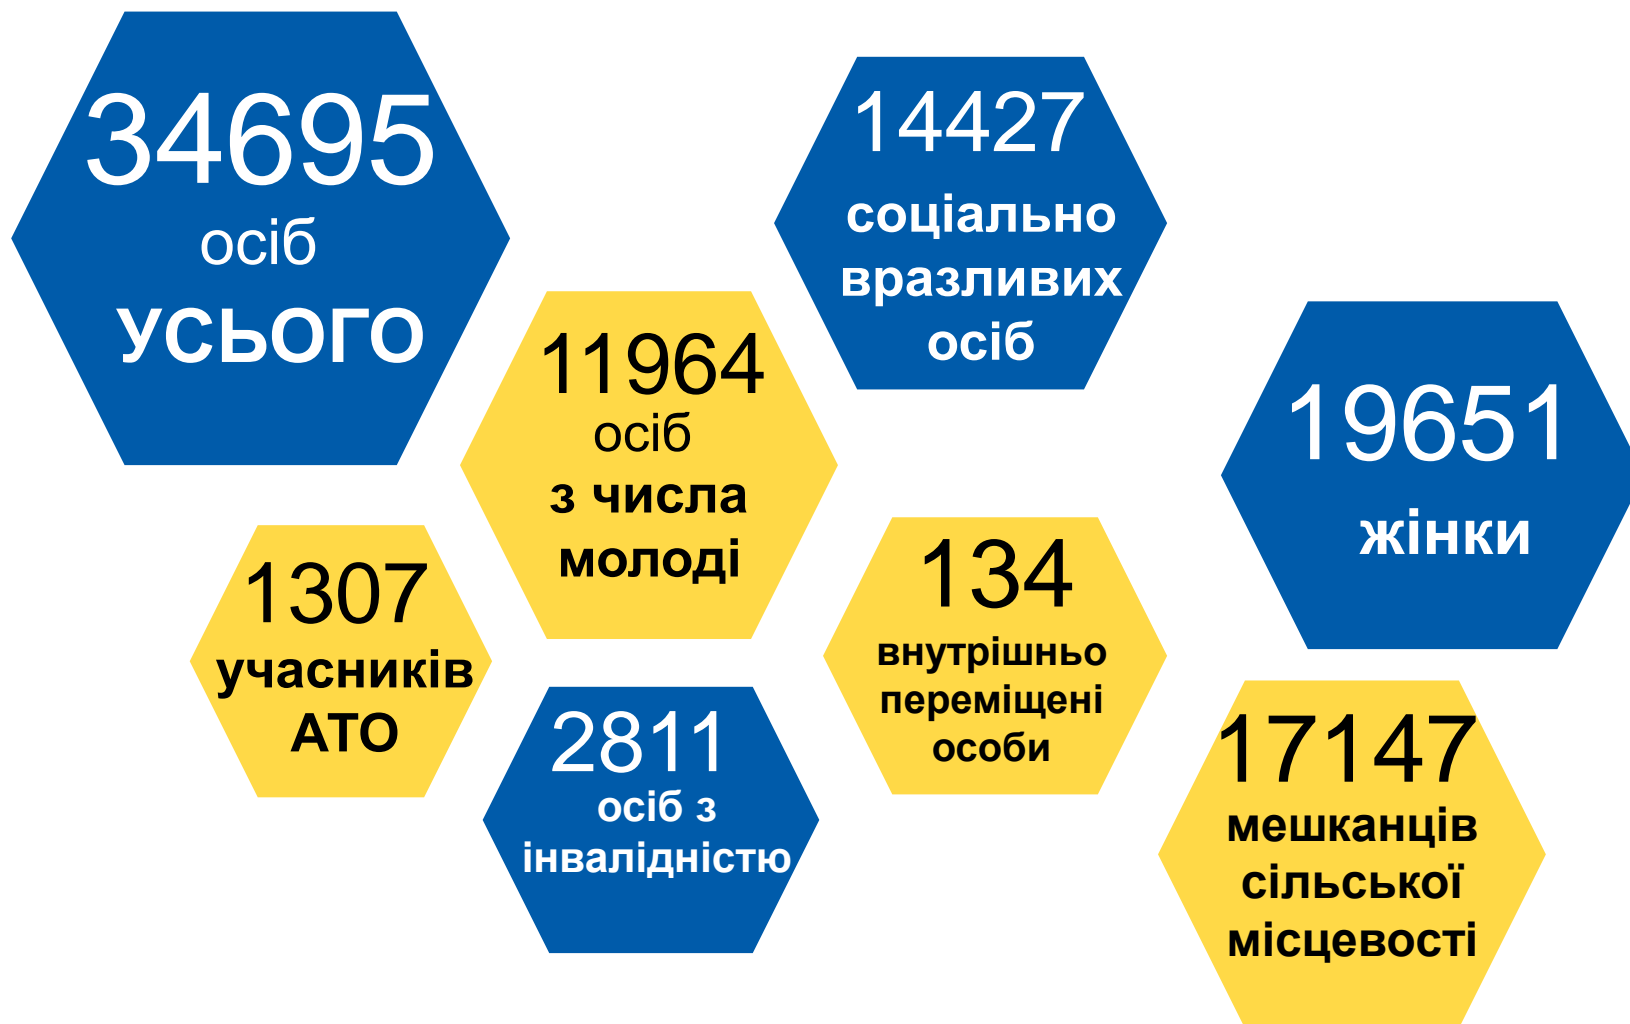 34695
осіб
УСЬОГО
14427
соціально
вразливих
осіб
11964
осіб
з числа
молоді
19651
жінки
1307
учасників
АТО
134
внутрішньо
переміщені
особи
2811
осіб з
інвалідністю
17147
мешканців
сільської
місцевості